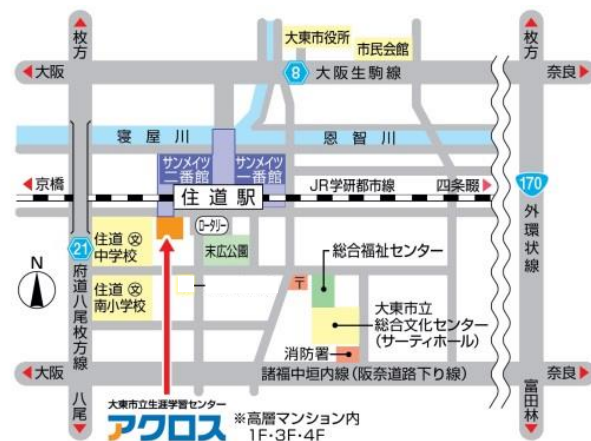 枚方
枚方
大東市役所
市民会館
大阪
8
大阪生駒線
奈良
寝屋川
恩智川
サンメイツ
二番館
サンメイツ
一番館
京橋
住道駅
JR学研都市線
四条畷
170
外環状線
ロータリー
住道
中学校
文
末広公園
総合福祉センター
21
府道八尾枚方線
N
住道
南小学校
文
〒
大東市立
総合文化センター
(サーティホール)
消防署
大阪
諸福中垣内線(阪奈道路下り線)
奈良
八尾
富田林
大東市立生涯学習センター
アクロス
※高層マンション内
1F・3F・4F